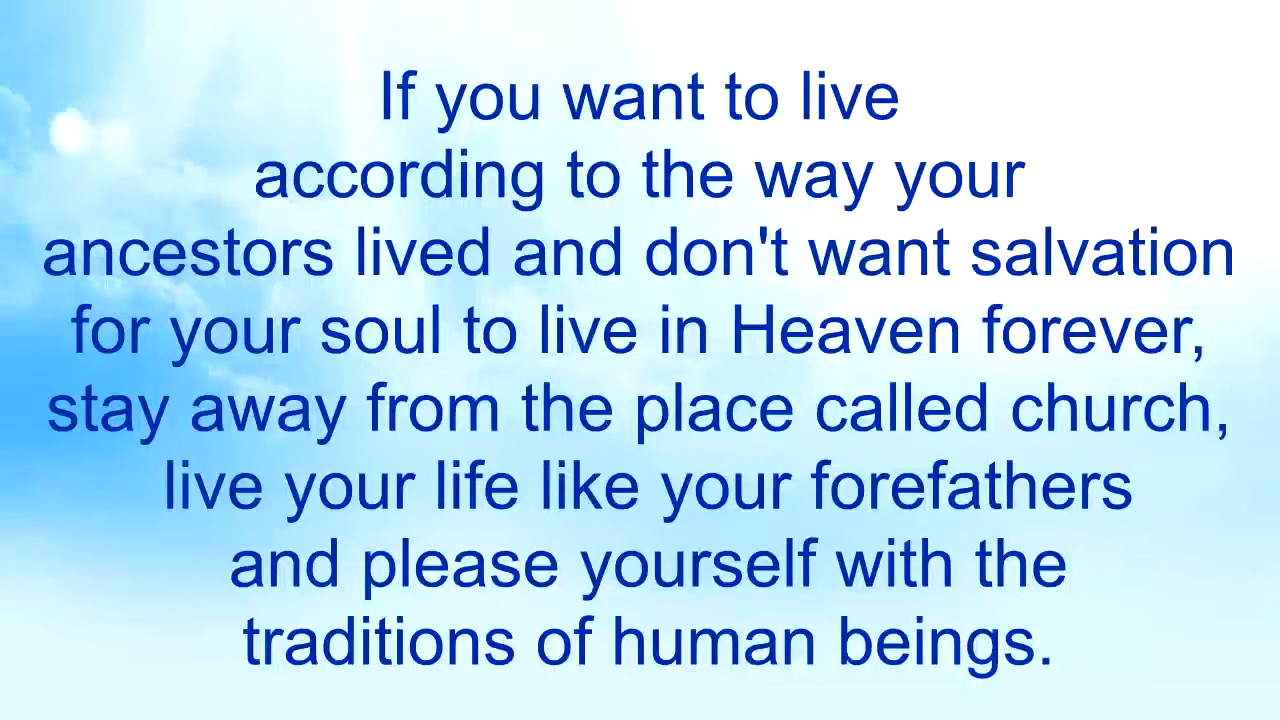 If you want to live
according to the way your
ancestors lived and don't want salvation
for your soul to live in Heaven forever,
stay away from the place called church,
live your life like your forefathers
and please yourself with the
traditions of human beings.